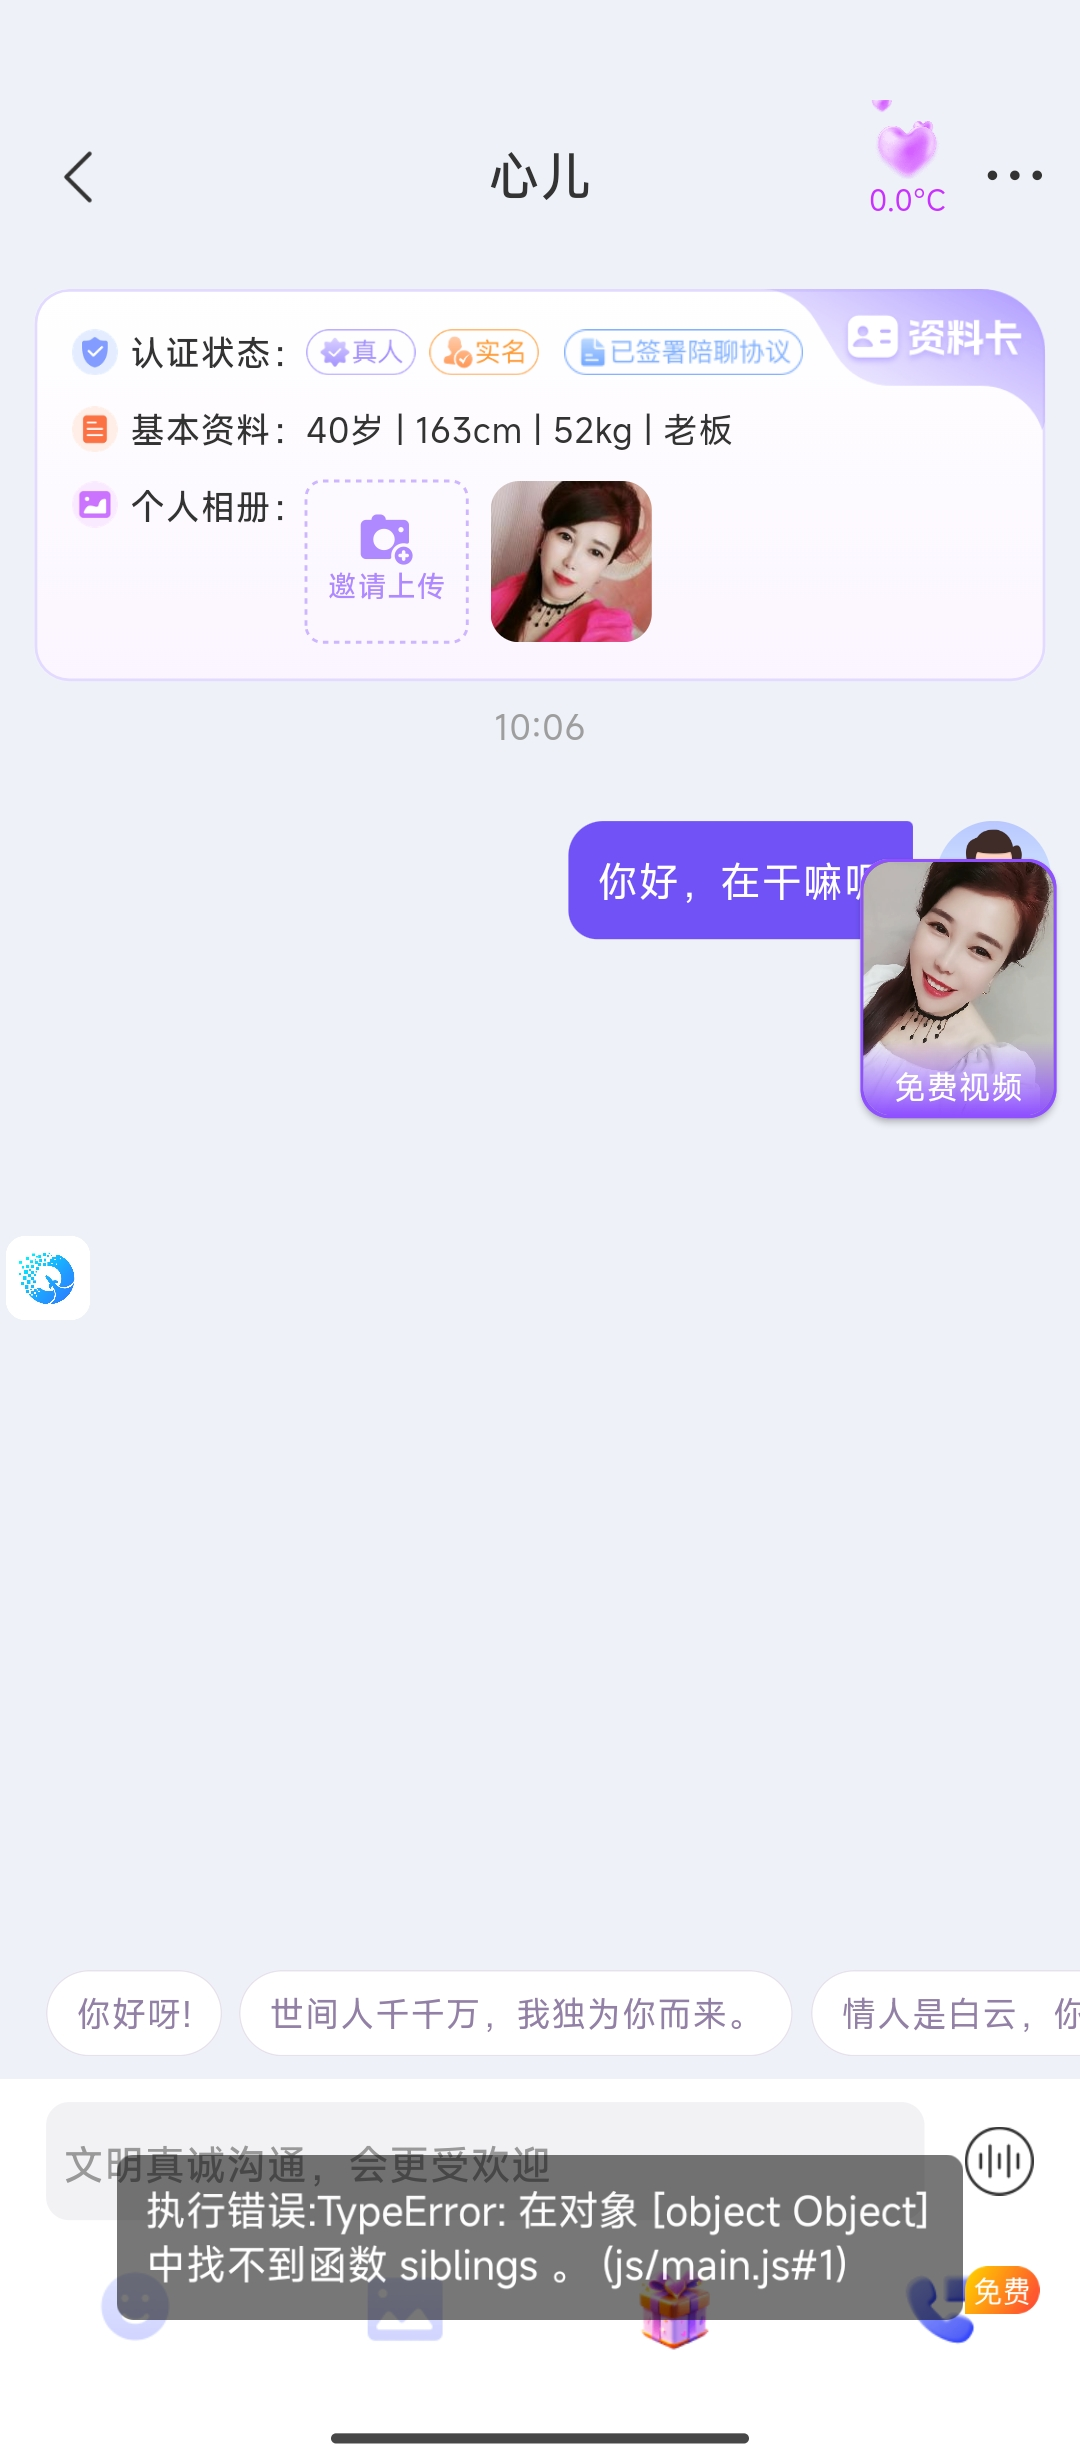 心儿
0.0°C
资料卡
认证状态：真人 实名 已签署陪聊协议
基本资料：40岁 | 163cm | 52kg | 老板
个人相册：
邀请上传
10:06
你好，在干嘛呢
免费视频
你好呀!
世间人千千万，我独为你而来。
情人是白云，你
文明真诚沟通，会更受欢迎
执行错误:TypeError: 在对象 [object Object]
中找不到函数 siblings 。 (js/main.js#1)
免费